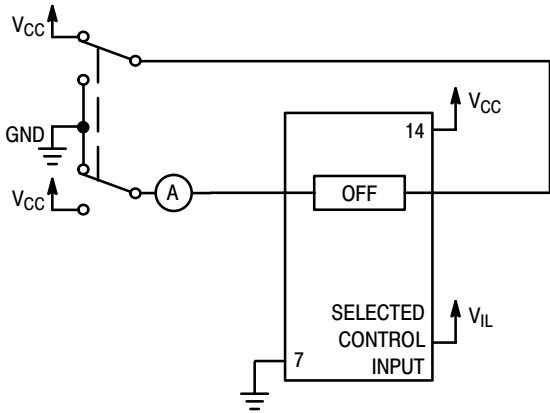 VCC
GND
VCC
A
OFF
14
VCC
SELECTED
CONTROL
INPUT
VIL
7